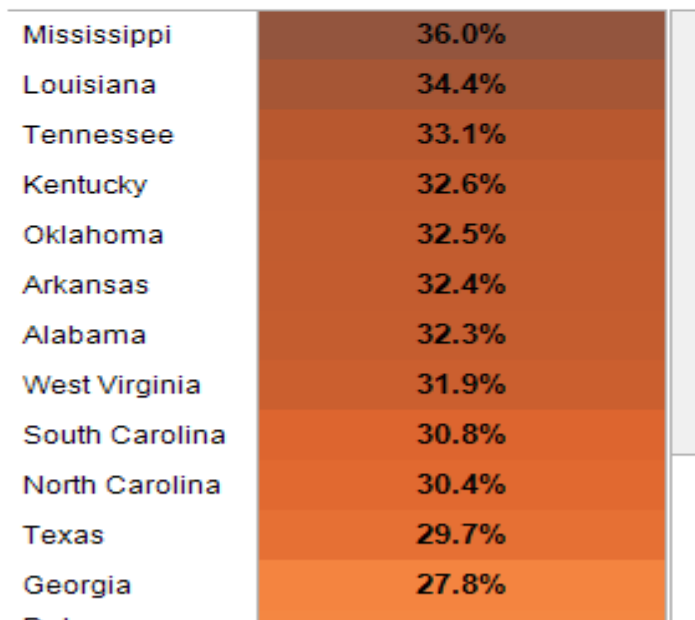 Mississippi 36.0%
Louisiana 34.4%
Tennessee 33.1%
Kentucky 32.6%
Oklahoma 32.5%
Arkansas 32.4%
Alabama 32.3%
West Virginia 31.9%
South Carolina 30.8%
North Carolina 30.4%
Texas 29.7%
Georgia 27.8%